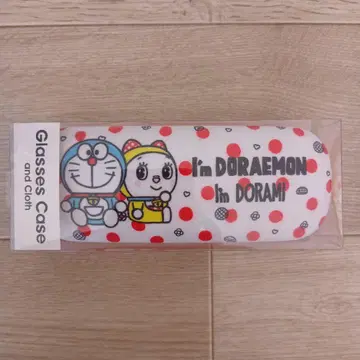 Glasses Case
and Cloth
I'm DORAEMON
I'm DORAMi